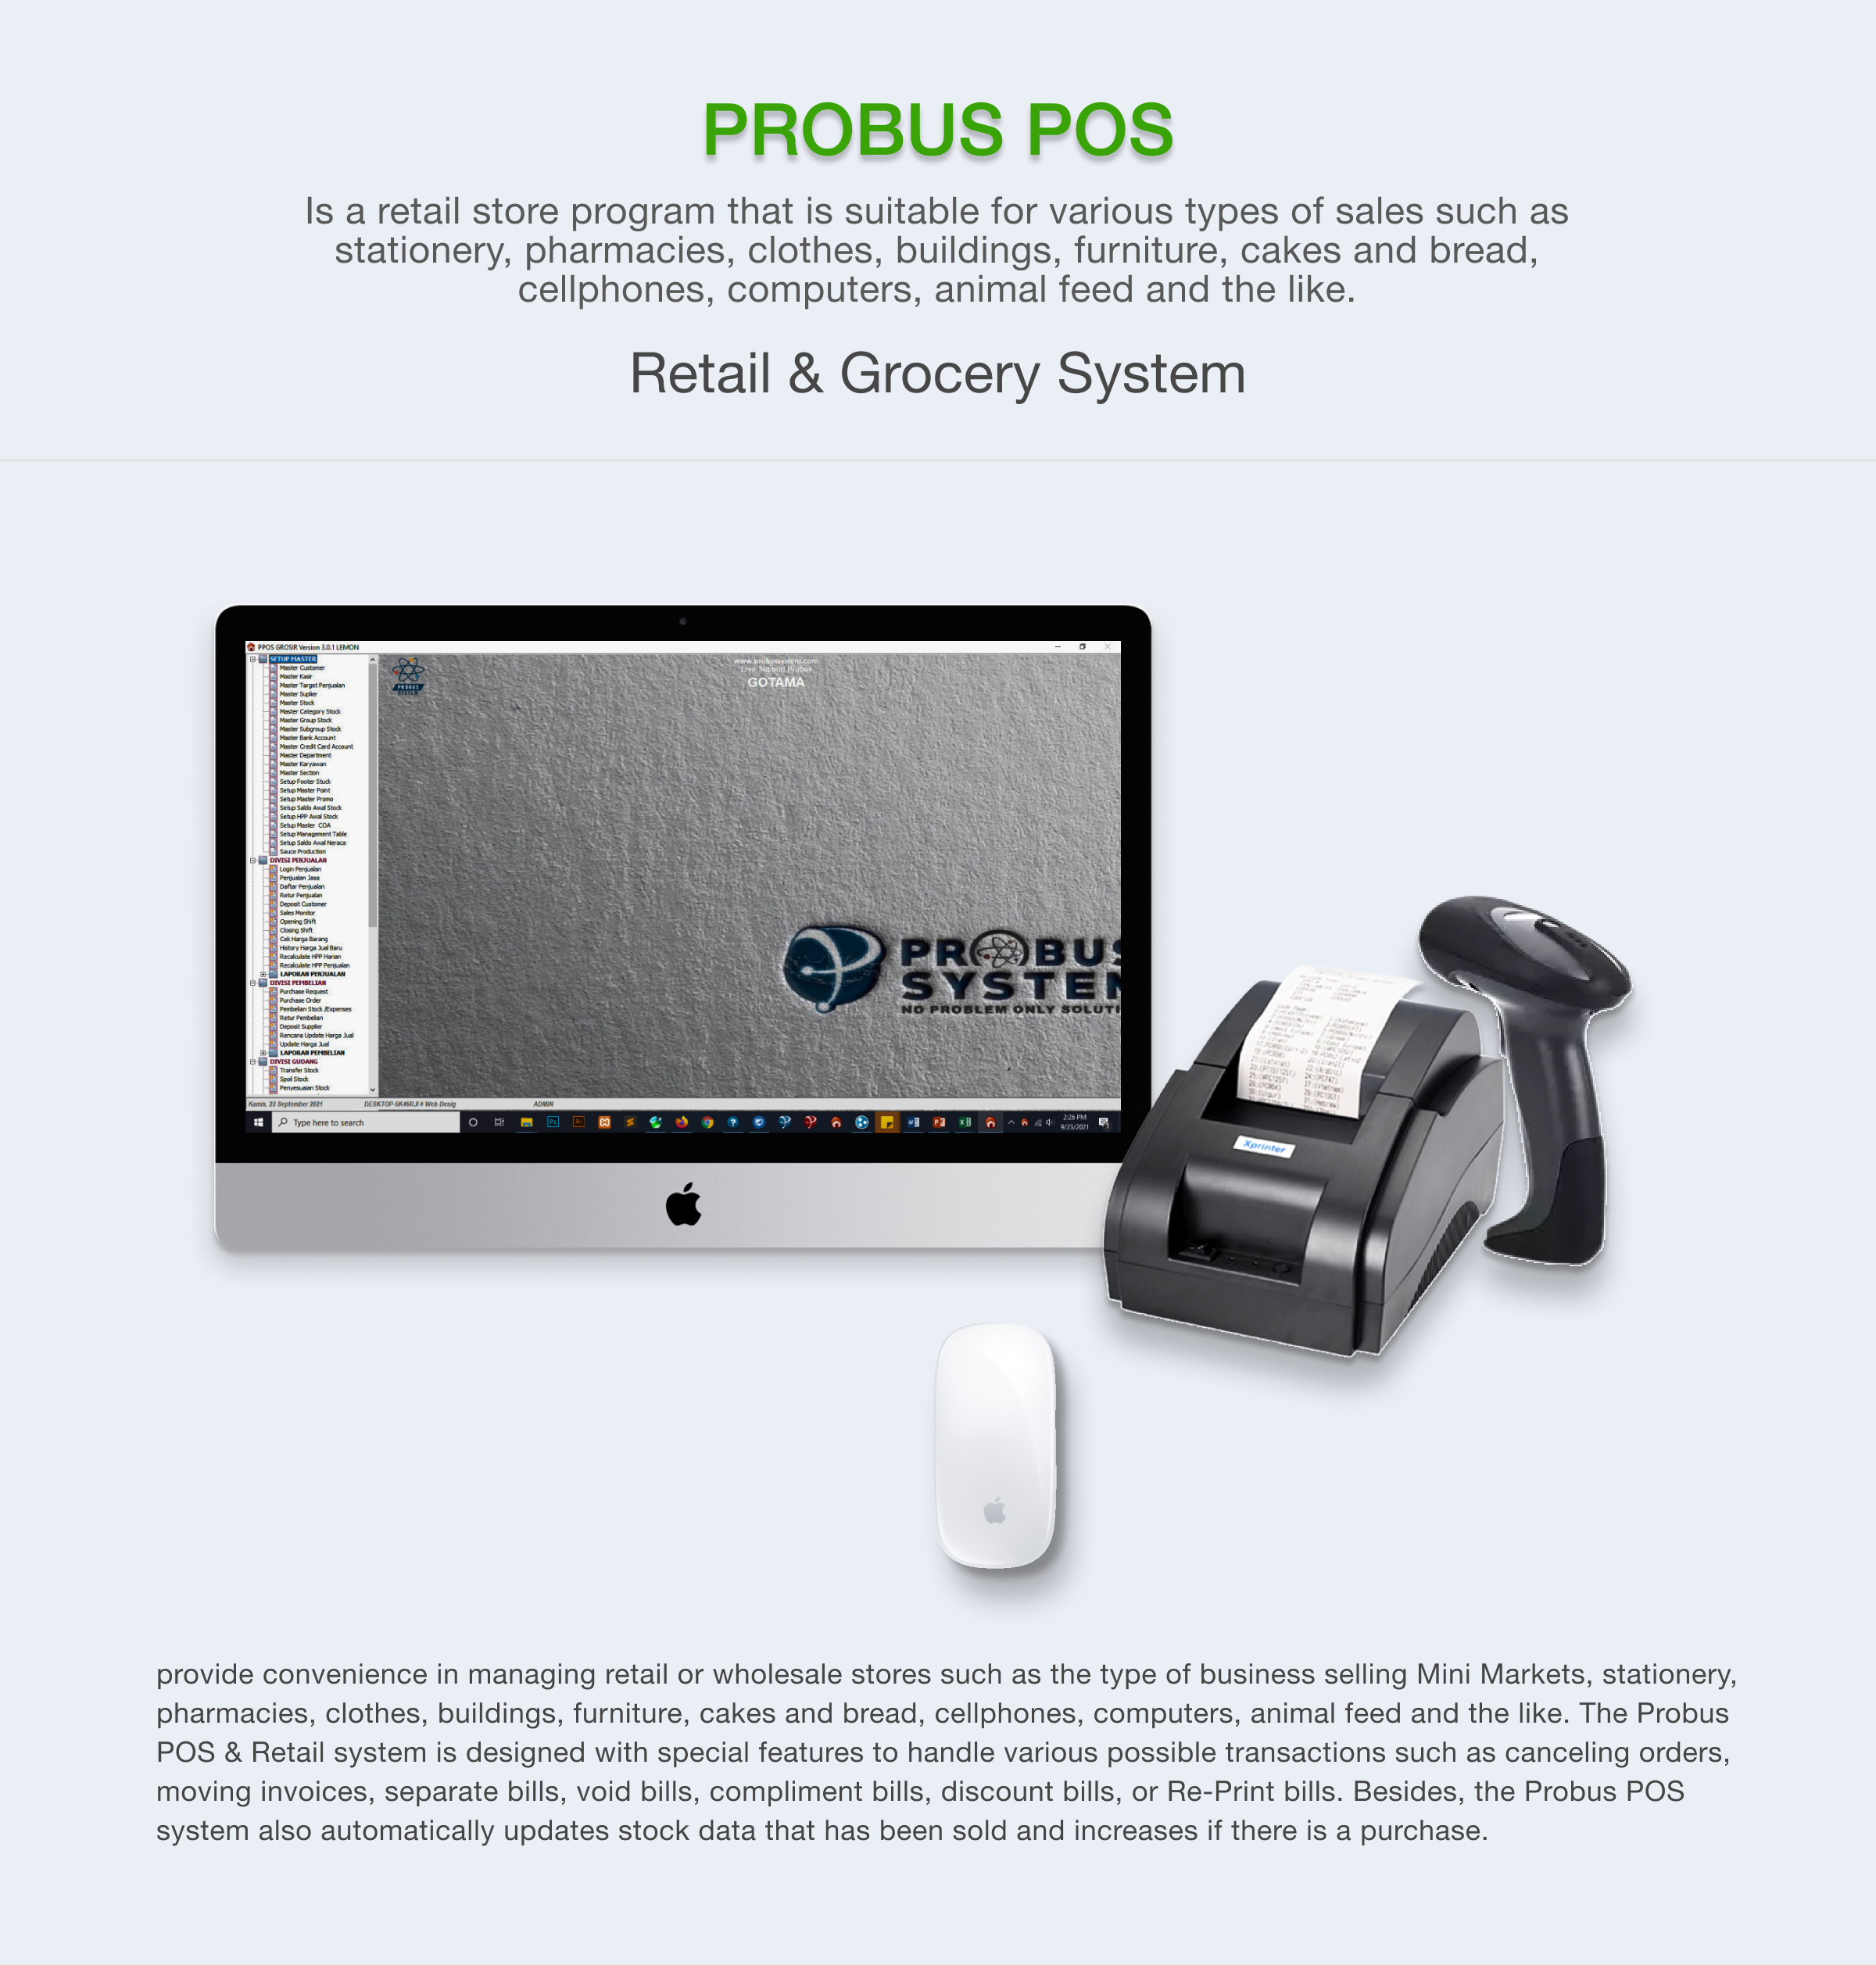 PROBUS POS
Is a retail store program that is suitable for various types of sales such as
stationery, pharmacies, clothes, buildings, furniture, cakes and bread,
cellphones, computers, animal feed and the like.
Retail & Grocery System
PPOS GROSIR Version 3.0.1 LEMON
SETUP MASTER
Master Customer
Master Kasir
Master Target Penjualan
Master Suplier
Master Stock
Master Category Stock
Master Group Stock
Master Subgroup Stock
Master Bank Account
Master Credit Card Account
Master Department
Master Karyawan
Master Section
Setup Footer Stuck
Setup Master Point
Setup Master Promo
Setup Saldo Awal Stock
Setup HPP Awal Stock
Setup Master COA
Setup Management Table
Setup Saldo Awal Neraca
Sauce Production
DIVISI PENJUALAN
Login Penjualan
Penjualan Jasa
Daftar Penjualan
Retur Penjualan
Deposit Customer
Sales Monitor
Opening Shift
Closing Shift
Cek Harga Barang
History Harga Jual Baru
Recalculate HPP Harian
Recalculate HPP Penjualan
LAPORAN PENJUALAN
DIVISI PEMBELIAN
Purchase Request
Purchase Order
Pembelian Stock /Expenses
Retur Pembelian
Deposit Supplier
Rencana Update Harga Jual
Update Harga Jual
LAPORAN PEMBELIAN
DIVISI GUDANG
Transfer Stock
Spoil Stock
Penyesuaian Stock
PROBUS
SYSTEM
www.probussystem.com
Live Support Probus
GOTAMA
PROBUS
SYSTEM
NO PROBLEM ONLY SOLUTI
Kamis, 23 September 2021 DESKTOP-5K46RJI # Web Desig ADMIN
Type here to search
2:26 PM
9/23/2021
Xprinter
provide convenience in managing retail or wholesale stores such as the type of business selling Mini Markets, stationery,
pharmacies, clothes, buildings, furniture, cakes and bread, cellphones, computers, animal feed and the like. The Probus
POS & Retail system is designed with special features to handle various possible transactions such as canceling orders,
moving invoices, separate bills, void bills, compliment bills, discount bills, or Re-Print bills. Besides, the Probus POS
system also automatically updates stock data that has been sold and increases if there is a purchase.